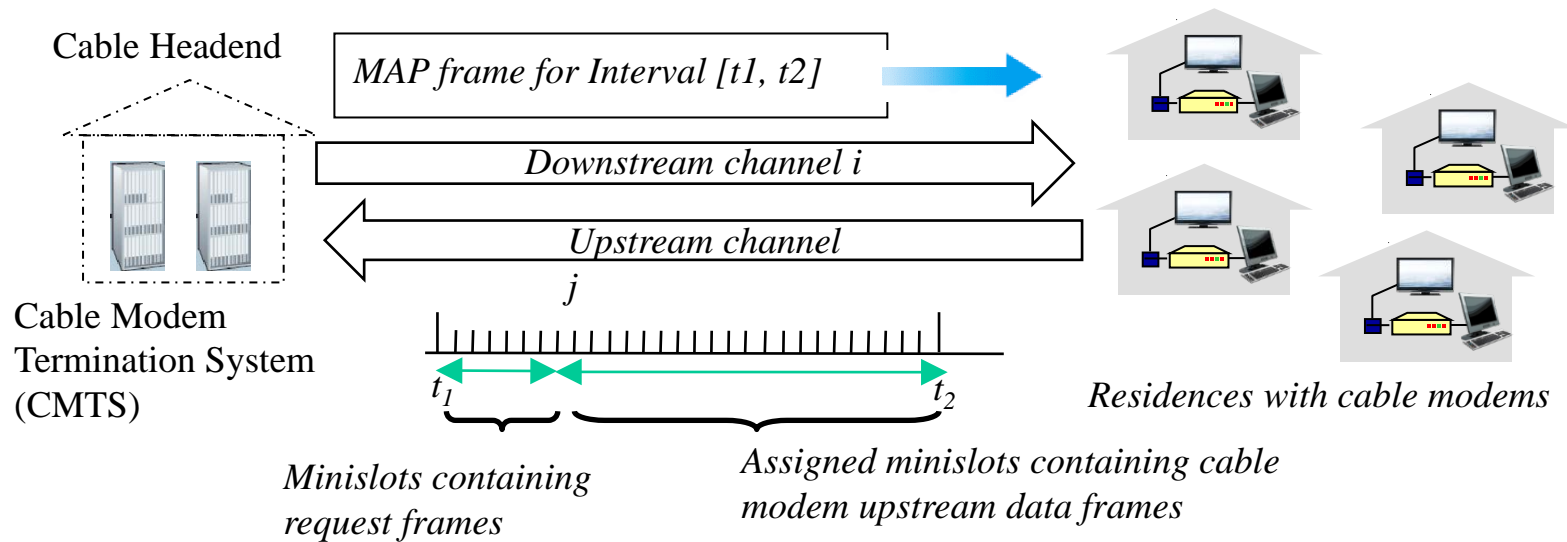 Cable Headend
MAP frame for Interval [t1, t2]
Downstream channel i
Upstream channel
j
Cable Modem
Termination System
(CMTS)
t1
t2
Residences with cable modems
Minislots containing
request frames
Assigned minislots containing cable
modem upstream data frames